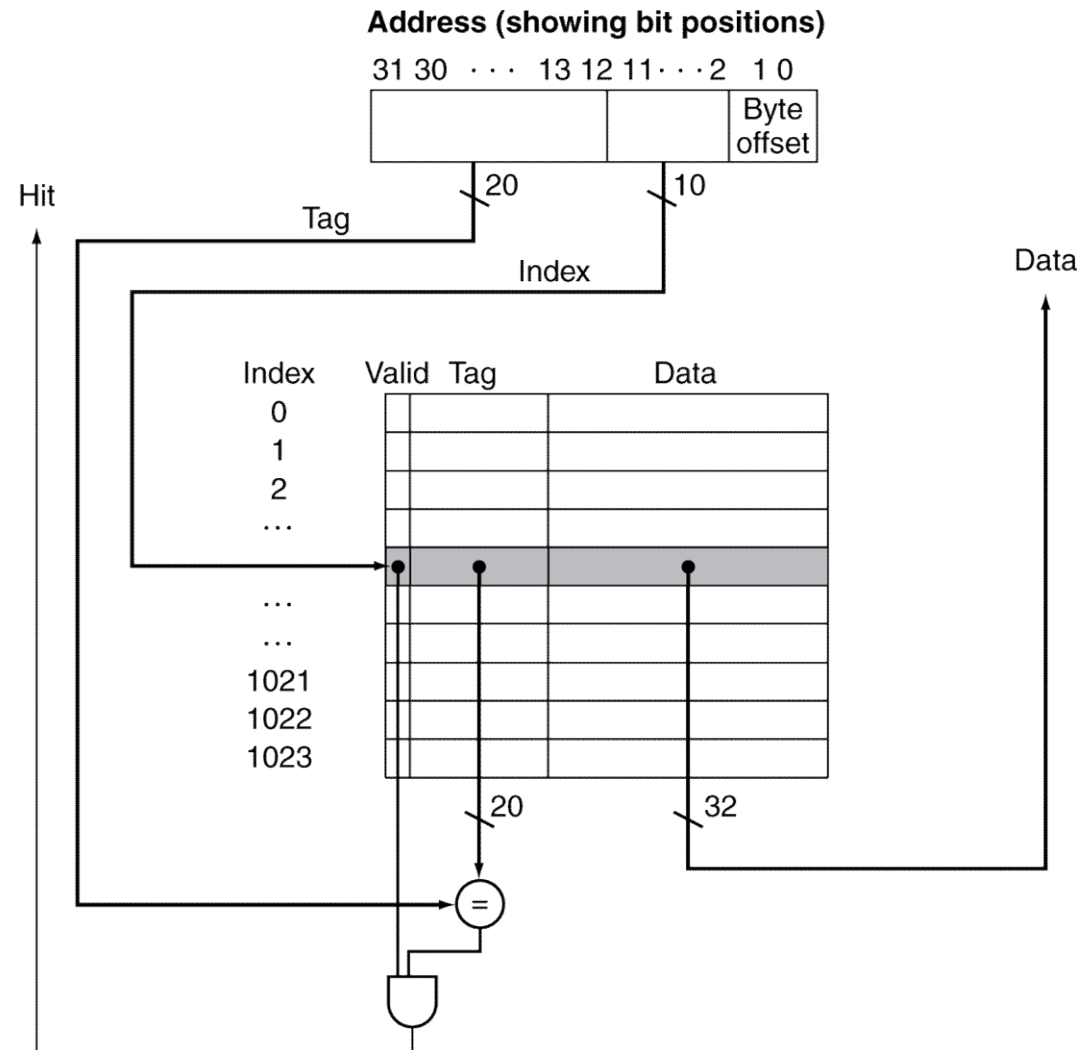 Address (showing bit positions)
31 30 · · · 13 12 11 · · · 2 1 0
Byte
offset
20
10
Hit
Tag
Index
Data
Index Valid Tag Data
0
1
2
...
...
...
1021
1022
1023
20
32
=